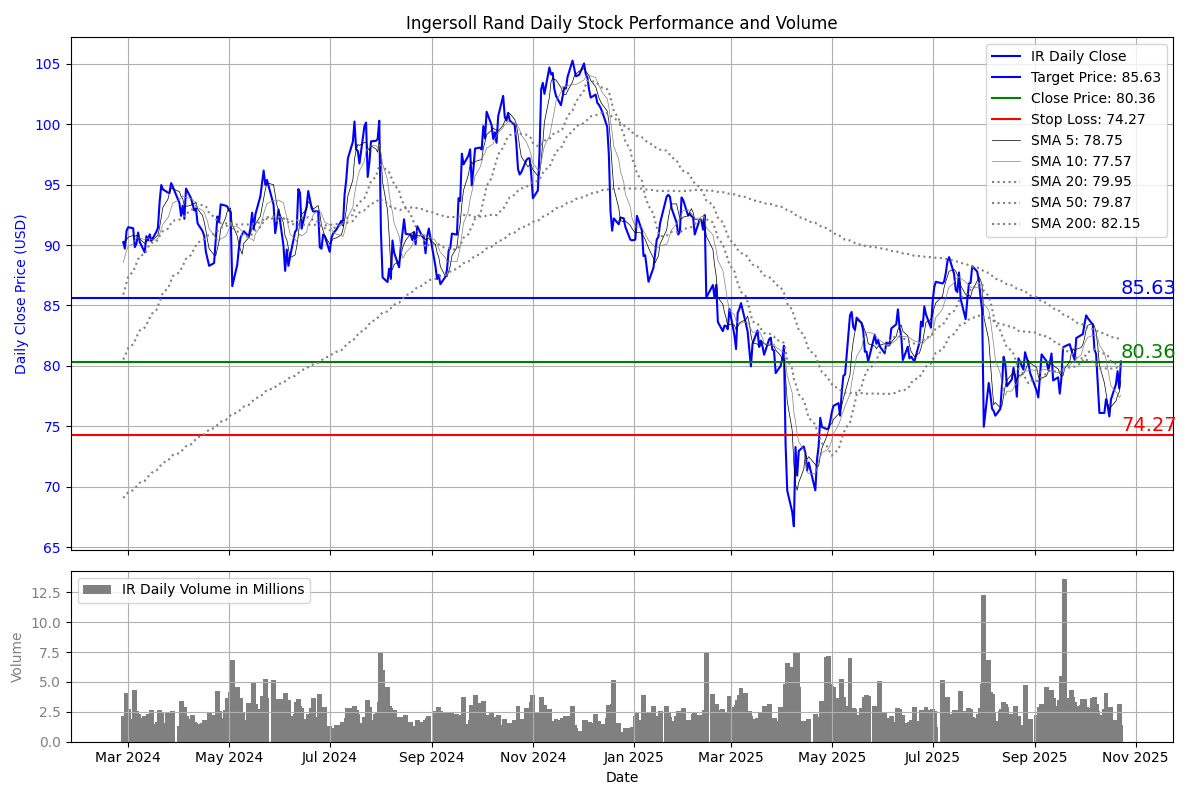 Ingersoll Rand Daily Stock Performance and Volume
Daily Close Price (USD)
105
100
95
90
85
80
75
70
65
IR Daily Close
Target Price: 85.63
Close Price: 80.36
Stop Loss: 74.27
SMA 5: 78.75
SMA 10: 77.57
SMA 20: 79.95
SMA 50: 79.87
SMA 200: 82.15
85.63
80.36
74.27
Volume
12.5
10.0
7.5
5.0
2.5
0.0
IR Daily Volume in Millions
Mar 2024 May 2024 Jul 2024 Sep 2024 Nov 2024 Jan 2025 Mar 2025 May 2025 Jul 2025 Sep 2025 Nov 2025
Date